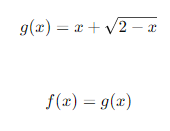 g(x) = x + √2 − x
f(x) = g(x)